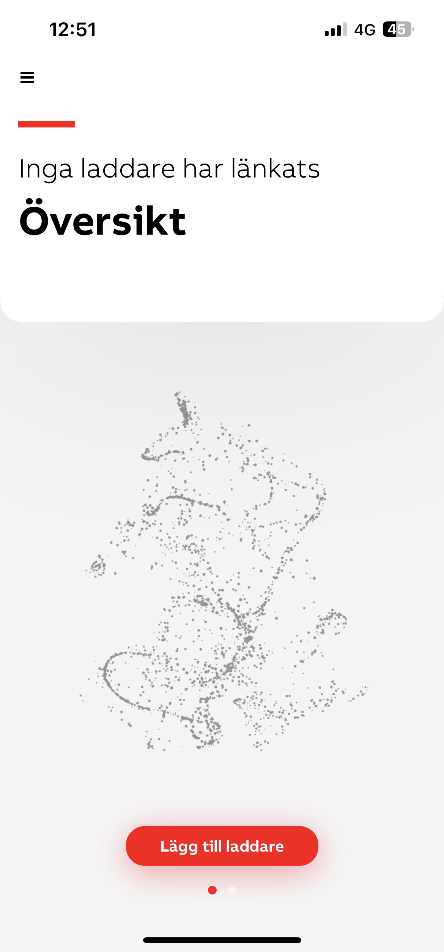 12:51
4G
45
Inga laddare har länkats
Översikt
Lägg till laddare